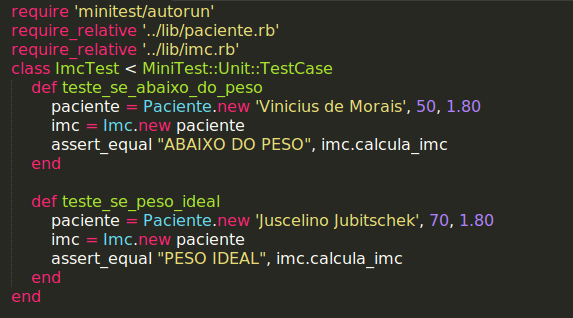 require 'minitest/autorun'
require_relative '../lib/paciente.rb'
require_relative '../lib/imc.rb'
class ImcTest < MiniTest::Unit::TestCase
def teste_se_abaixo_do_peso
paciente = Paciente.new 'Vinicius de Morais', 50, 1.80
imc = Imc.new paciente
assert_equal "ABAIXO DO PESO", imc.calcula_imc
end
def teste_se_peso_ideal
paciente = Paciente.new 'Juscelino Jubitschek', 70, 1.80
imc = Imc.new paciente
assert_equal "PESO IDEAL", imc.calcula_imc
end
end